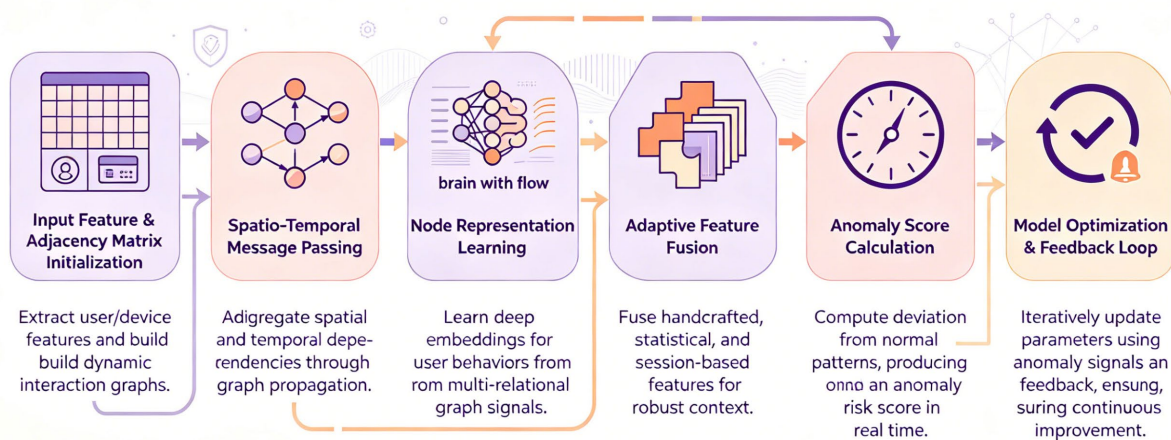 brain with flow
Input Feature &
Adjacency Matrix
Initialization
Spatio-Temporal
Message Passing
Node Representation
Learning
Adaptive Feature
Fusion
Anomaly Score
Calculation
Model Optimization
& Feedback Loop
Extract user/device
features and build
build dynamic
interaction graphs.
Adigregate spatial
and temporal depe-
rendencies through
graph propagation.
Learn deep
embeddings for
user behaviors from
rom multi-relational
graph signals.
Fuse handcrafted,
statistical, and
session-based
features for
robust context.
Compute deviation
from normal
patterns, producing
an anomaly
risk score in
real time.
Iteratively update
parameters using
anomaly signals an
feedback, ensung,
suring continuous
improvement.